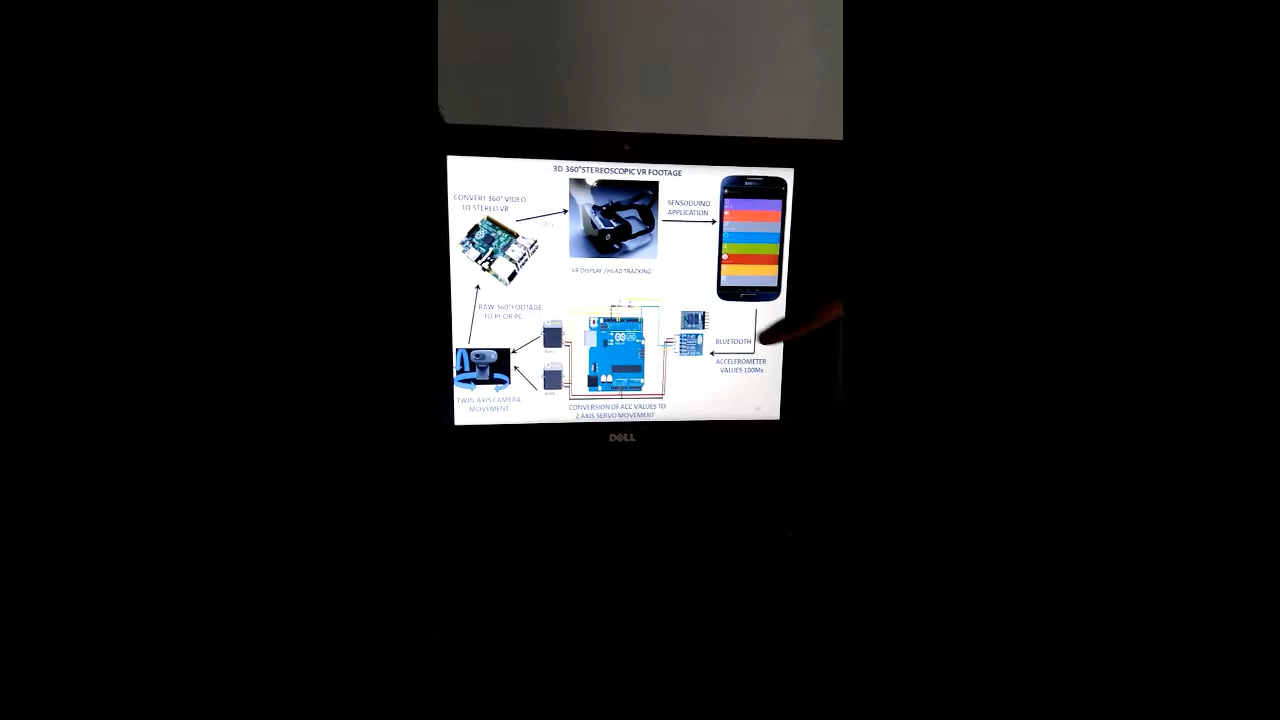 3D 360°STEREOSCOPIC VR FOOTAGE
CONVERT 360° VIDEO
TO STEREO VR
SENSODUINO
APPLICATION
SAMSUNG
VR DISPLAY /HEAD TRACKING
RAW 360° FOOTAGE
TO PI OR PC
BLUETOOTH
ACCELEROMETER
VALUES 100Ms
TWIN AXIS CAMERA
MOVEMENT
CONVERSION OF ACC VALUES TO
2 AXIS SERVO MOVEMENT
DELL